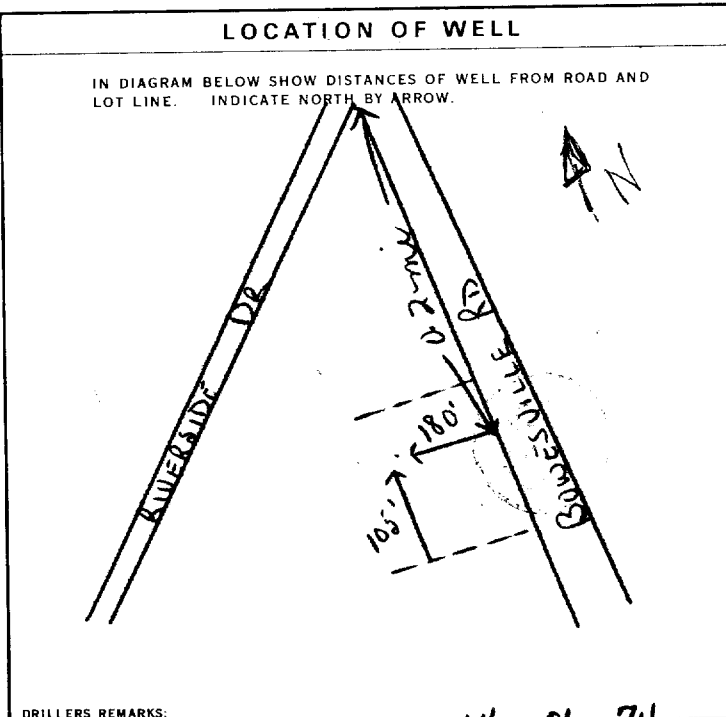 LOCATION OF WELL
IN DIAGRAM BELOW SHOW DISTANCES OF WELL FROM ROAD AND
LOT LINE. INDICATE NORTH BY ARROW.
N
RIVERSIDE DR
0.2 mile
BOWESVILLE RD
180'
105'
DRILLERS REMARKS: